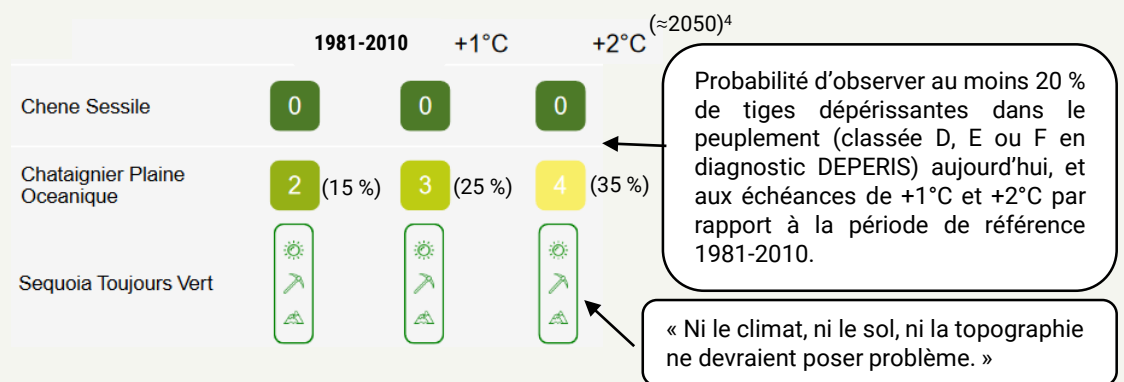 1981-2010 +1°C +2°C (≈2050)⁴
Chene Sessile 0 0 0
Chataignier Plaine
Oceanique
2 (15 %) 3 (25 %) 4 (35 %)
Sequoia Toujours Vert
Probabilité d’observer au moins 20 %
de tiges dépérissantes dans le
peuplement (classée D, E ou F en
diagnostic DEPERIS) aujourd’hui, et
aux échéances de +1°C et +2°C par
rapport à la période de référence
1981-2010.
« Ni le climat, ni le sol, ni la topographie
ne devraient poser problème. »